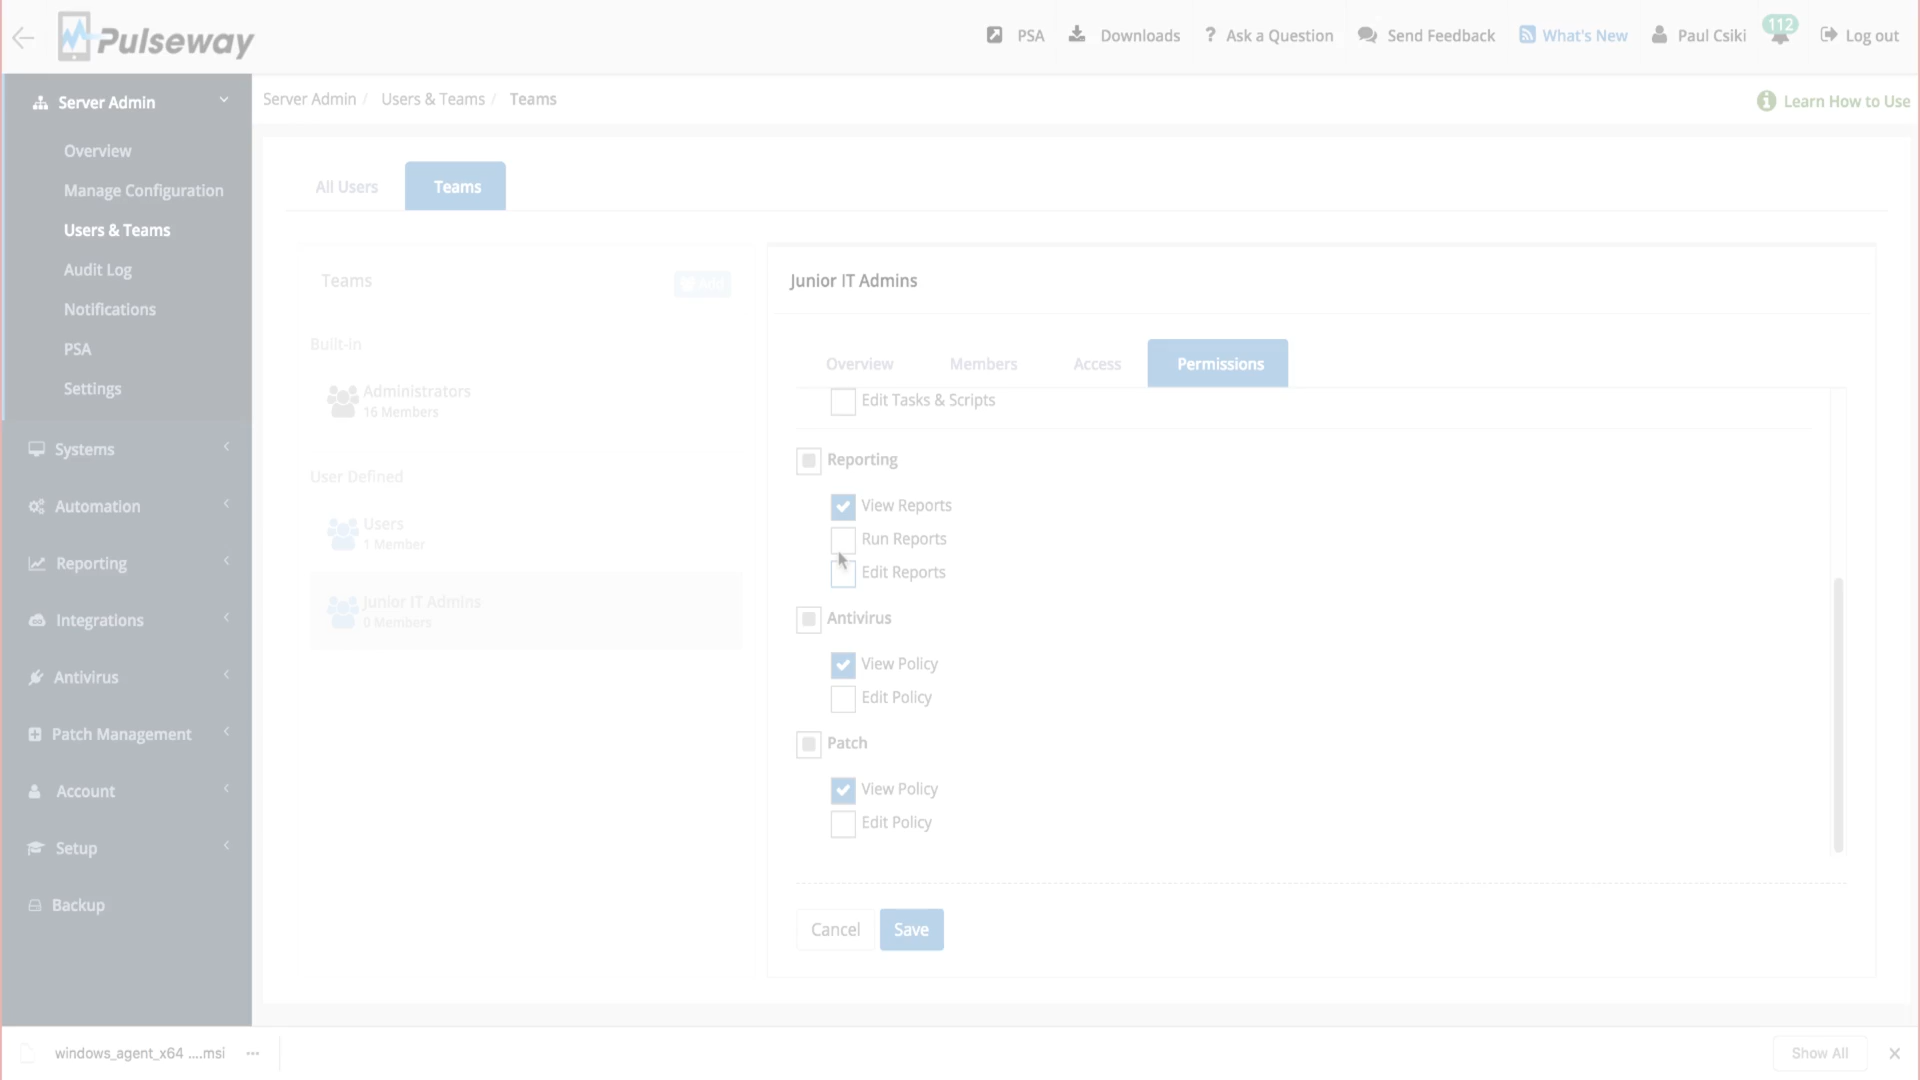 Pulseway
PSA
Downloads
? Ask a Question
Send Feedback
What's New
Paul Csiki
112
Log out
Server Admin
Overview
Manage Configuration
Users & Teams
Audit Log
Notifications
PSA
Settings
Systems
Automation
Reporting
Integrations
Antivirus
Patch Management
Account
Setup
Backup
Server Admin / Users & Teams / Teams
Learn How to Use
All Users
Teams
Teams
Add
Built-in
Administrators
16 Members
User Defined
Users
1 Member
Junior IT Admins
0 Members
Junior IT Admins
Overview
Members
Access
Permissions
Edit Tasks & Scripts
Reporting
View Reports
Run Reports
Edit Reports
Antivirus
View Policy
Edit Policy
Patch
View Policy
Edit Policy
Cancel
Save
windows_agent_x64 ....msi
Show All